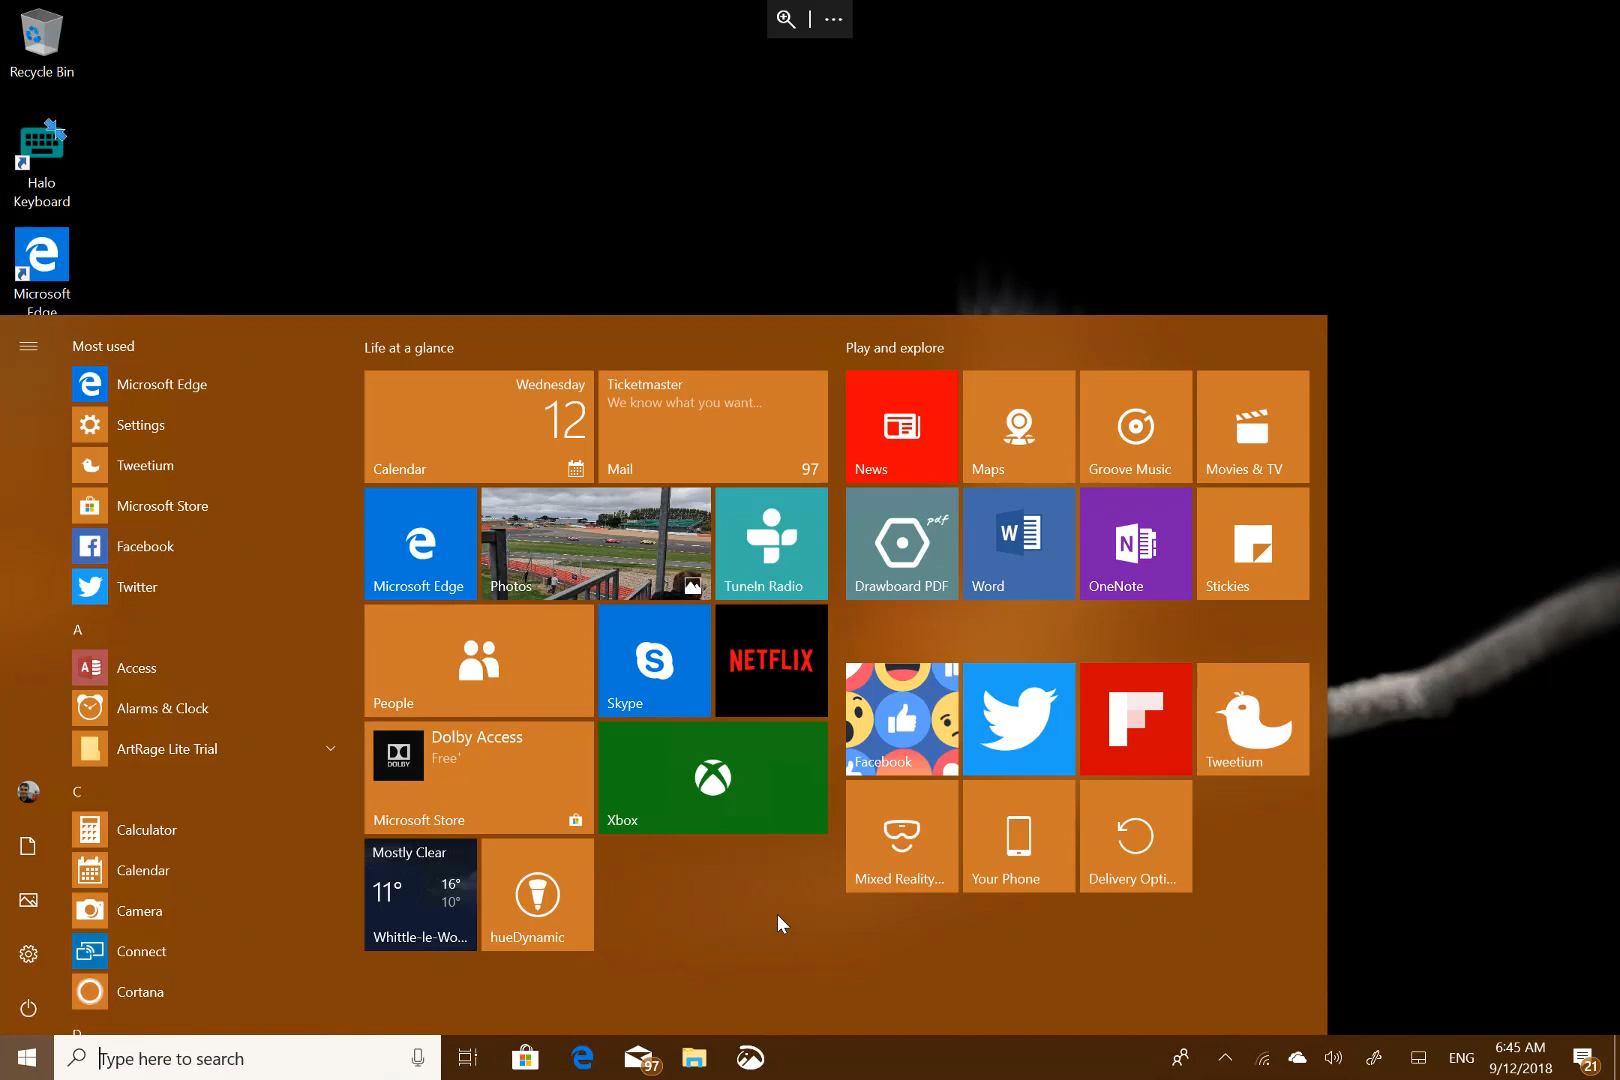 Recycle Bin
Halo
Keyboard
Microsoft
Edge
Most used
Microsoft Edge
Settings
Tweetium
Microsoft Store
Facebook
Twitter
A
Access
Alarms & Clock
ArtRage Lite Trial
C
Calculator
Calendar
Camera
Connect
Cortana
D
Life at a glance
Wednesday
12
Calendar
Ticketmaster
We know what you want...
Mail
97
Microsoft Edge
Photos
TuneIn Radio
People
Skype
NETFLIX
DOLBY
Dolby Access
Free+
Microsoft Store
Xbox
Mostly Clear
11°
16°
10°
Whittle-le-Wo...
hueDynamic
Play and explore
News
Maps
Groove Music
Movies & TV
pdf
Drawboard PDF
Word
OneNote
Stickies
Facebook
Tweetium
Mixed Reality...
Your Phone
Delivery Opti...
Type here to search
97
ENG
6:45 AM
9/12/2018
21